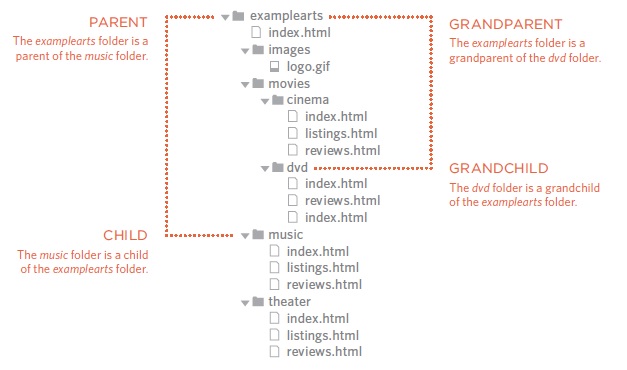 PARENT
The examplearts folder is a
parent of the music folder.
examplearts
index.html
images
logo.gif
movies
cinema
index.html
listings.html
reviews.html
dvd
index.html
reviews.html
index.html
music
index.html
listings.html
reviews.html
theater
index.html
listings.html
reviews.html
GRANDPARENT
The examplearts folder is a
grandparent of the dvd folder.
GRANDCHILD
The dvd folder is a grandchild
of the examplearts folder.
CHILD
The music folder is a child
of the examplearts folder.